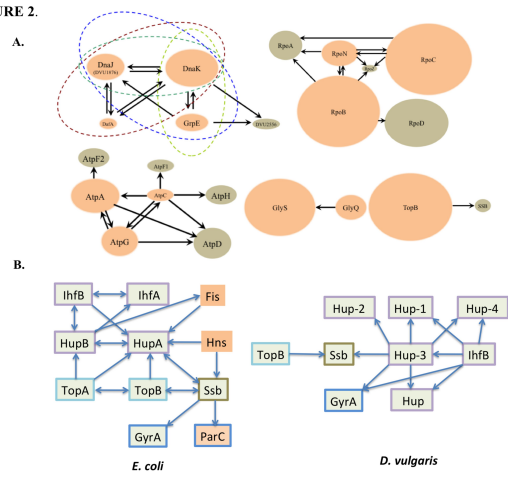 URE 2.
A.
DnaJ
(DVU1876)
DnaK
DafA
GrpE
DVU2336
RpoA
RpoN
RpoC
RpoB
RpoD
AtpF2
AtpF1
AtpA
AtpC
AtpH
AtpG
AtpD
GlyS
GlyQ
TopB
SSB
B.
IhfB
IhfA
Fis
HupB
HupA
Hns
TopA
TopB
Ssb
GyrA
ParC
E. coli
Hup-2
Hup-1
Hup-4
TopB
Ssb
Hup-3
IhfB
GyrA
Hup
D. vulgaris